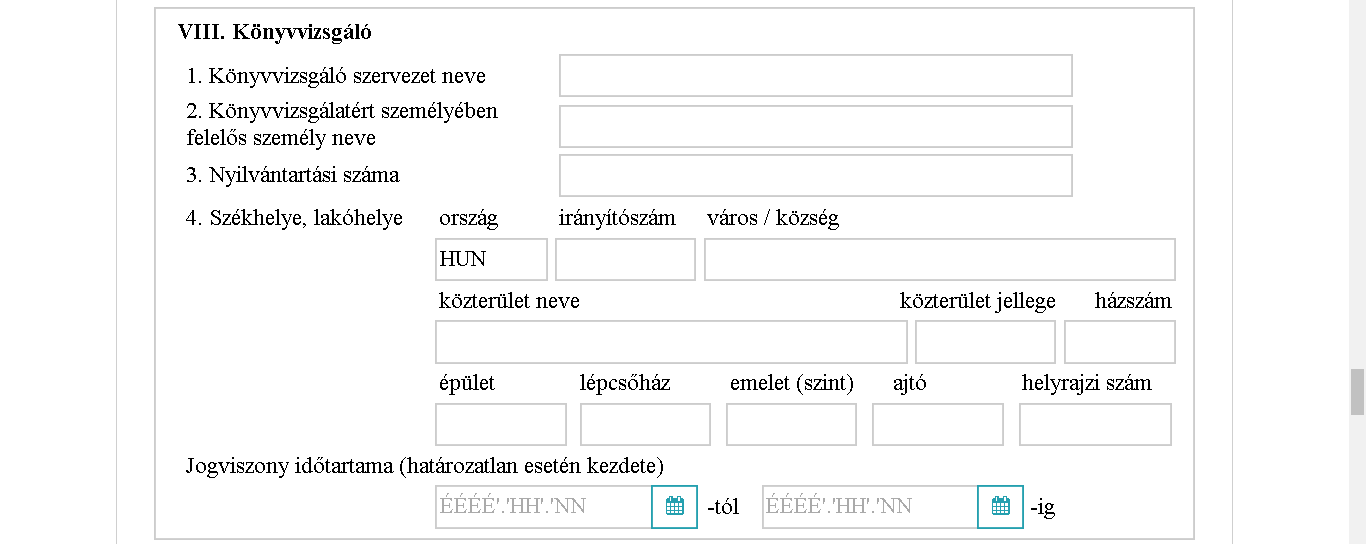 VIII. Könyvvizsgáló
1. Könyvvizsgáló szervezet neve
2. Könyvvizsgálatért személyében
felelős személy neve
3. Nyilvántartási száma
4. Székhelye, lakóhelye ország irányítószám város / község
HUN
közterület neve közterület jellege házszám
épület lépcsőház emelet (szint) ajtó helyrajzi szám
Jogviszony időtartama (határozatlan esetén kezdete)
ÉÉÉÉ'.'HH'.'NN -tól ÉÉÉÉ'.'HH'.'NN -ig